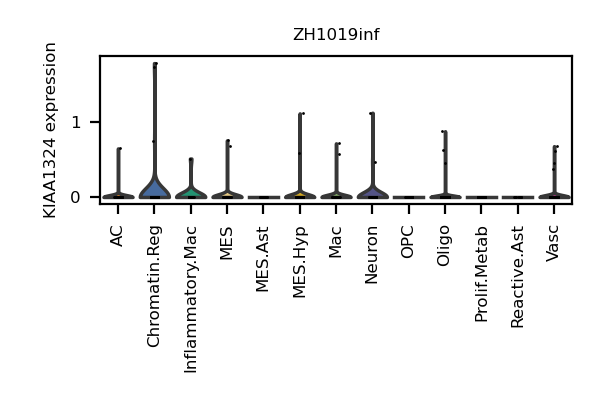 ZH1019inf
KIAA1324 expression
1
0
AC
Chromatin.Reg
Inflammatory.Mac
MES
MES.Ast
MES.Hyp
Mac
Neuron
OPC
Oligo
Prolif.Metab
Reactive.Ast
Vasc